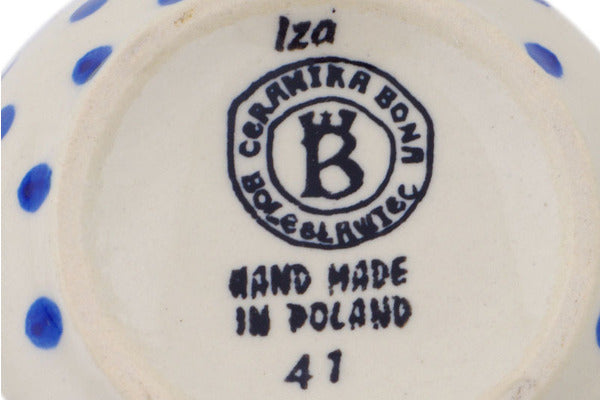 Iza
CERAMIKA BONA
B
BOLESŁAWIEC
HAND MADE
IN POLAND
41